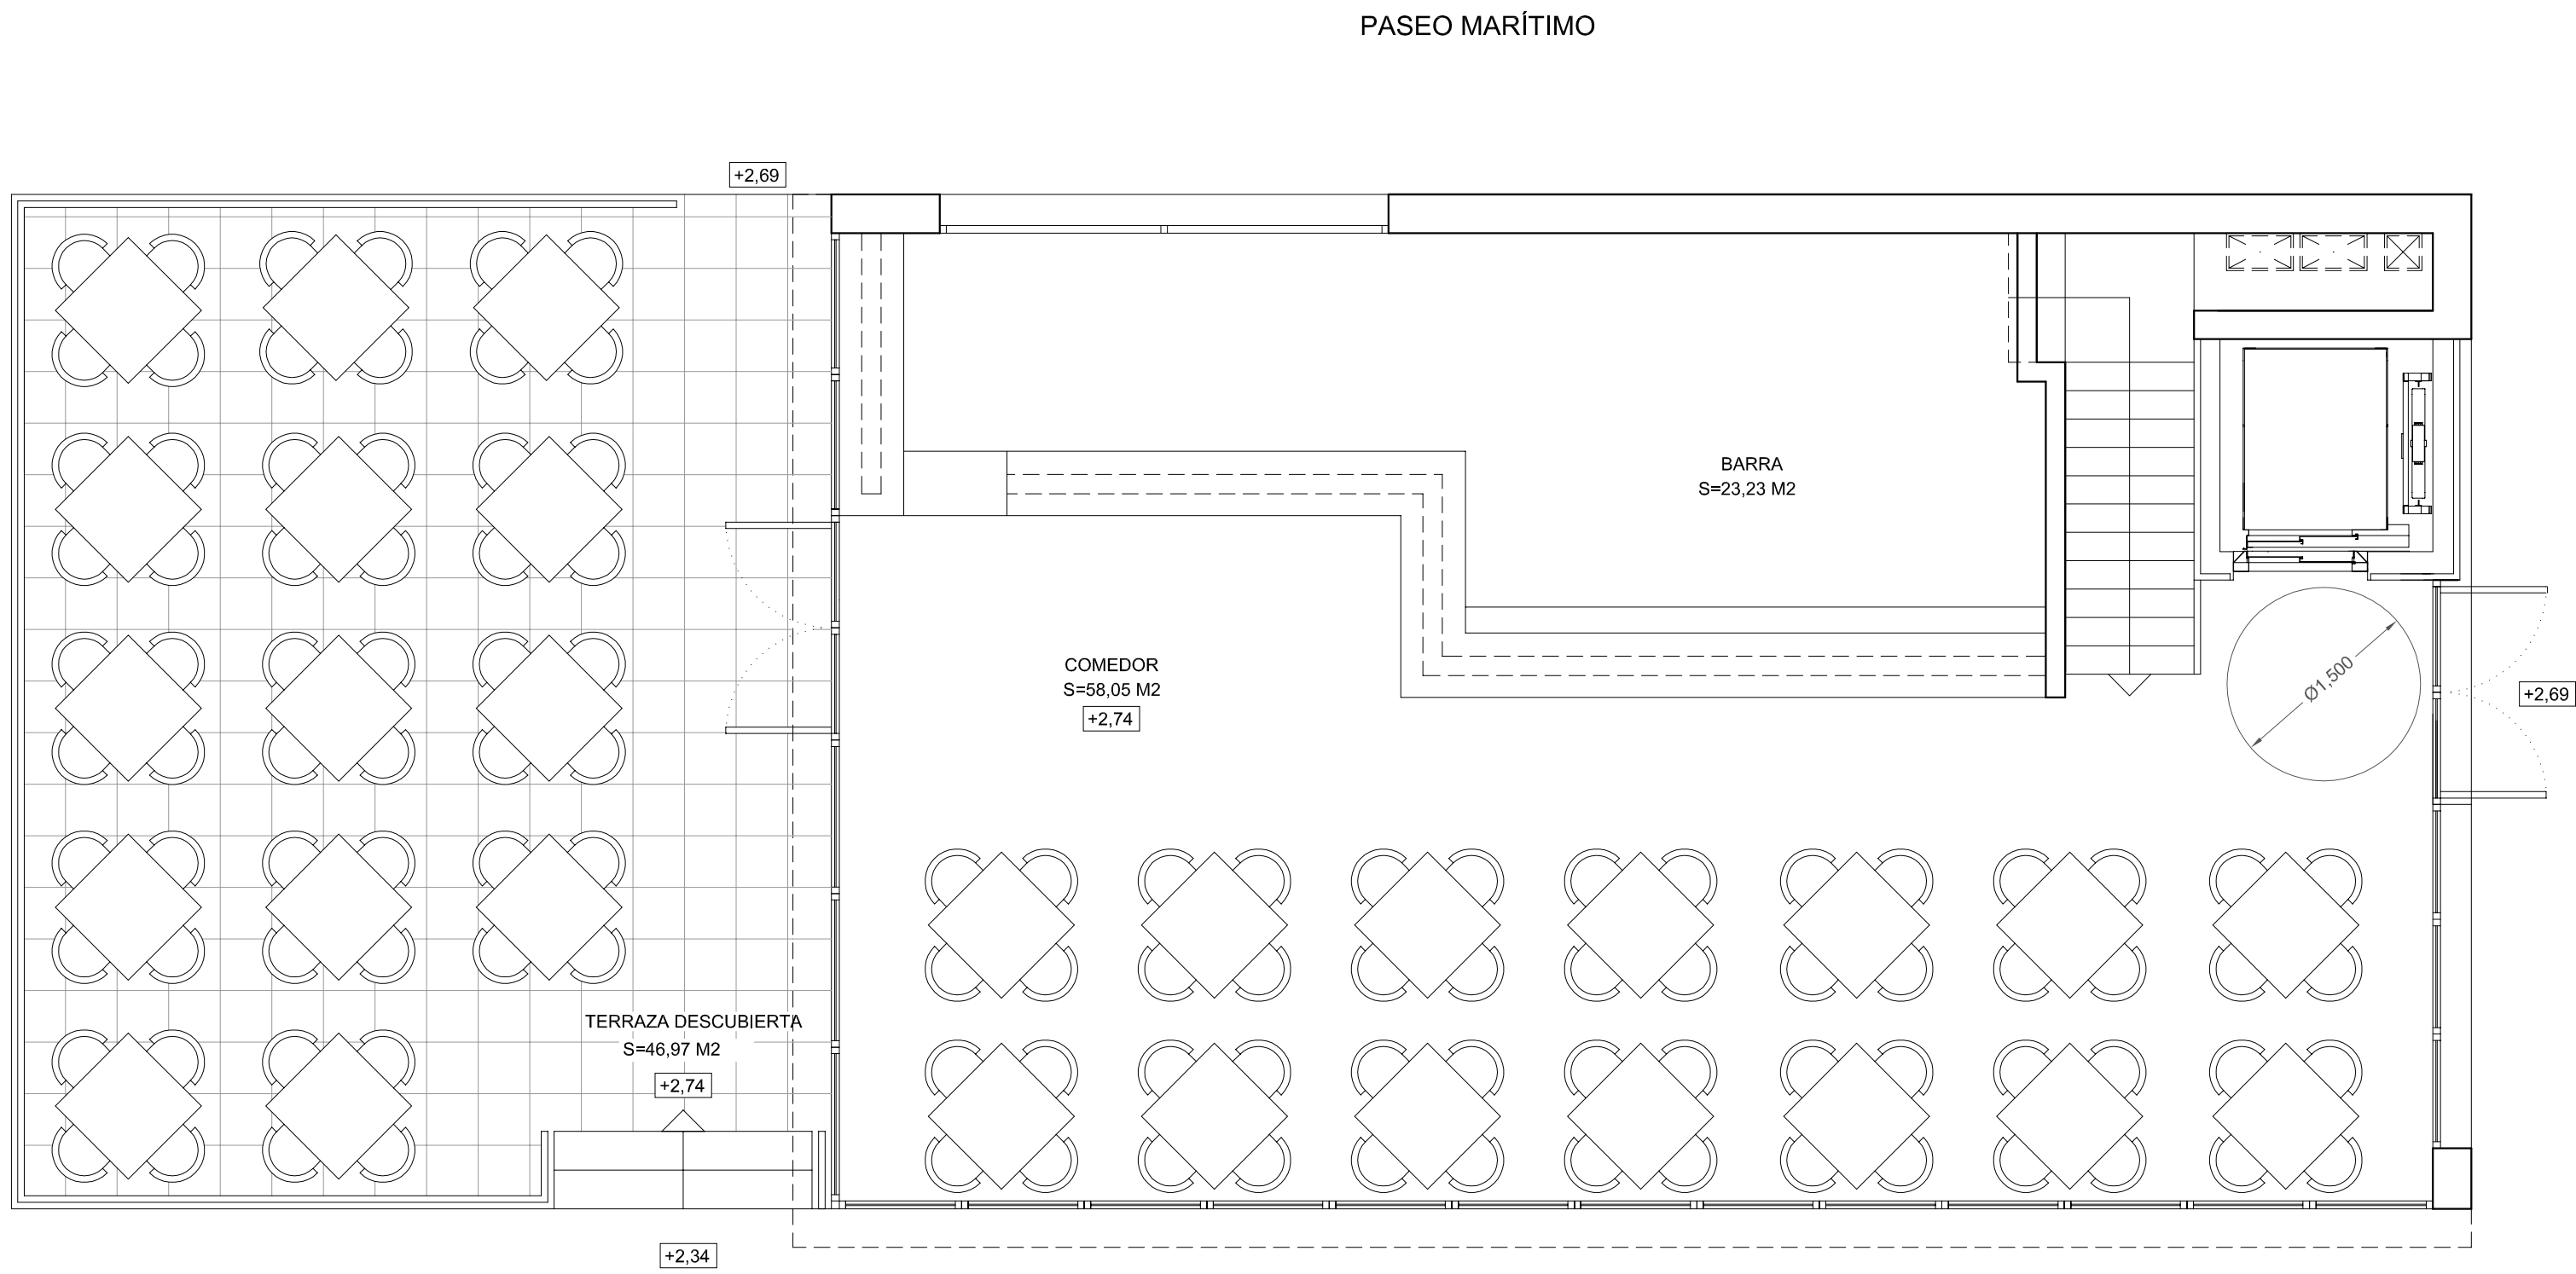 PASEO MARÍTIMO
+2,69
BARRA
S=23,23 M2
COMEDOR
S=58,05 M2
+2,74
Ø1,500
+2,69
TERRAZA DESCUBIERTA
S=46,97 M2
+2,74
+2,34